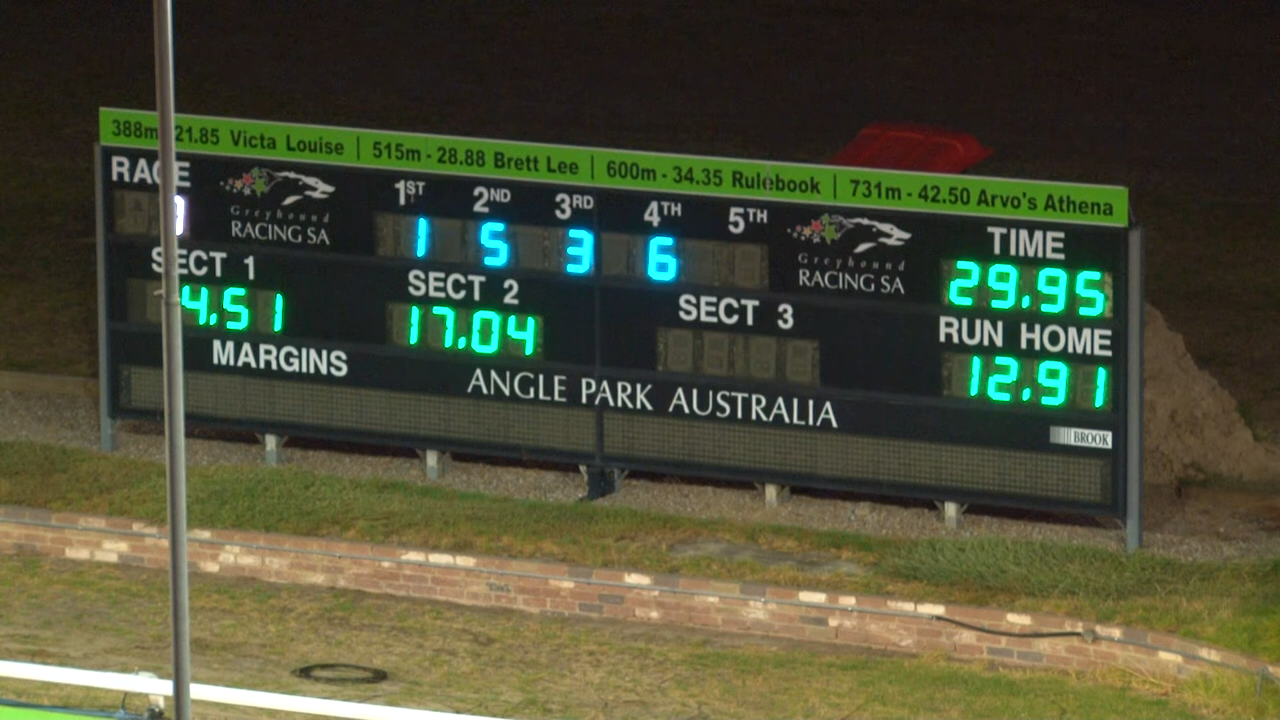 388m 21.85 Victa Louise | 515m - 28.88 Brett Lee | 600m - 34.35 Rulebook | 731m - 42.50 Arvo's Athena
RACE
Greyhound
RACING SA
1ST 2ND 3RD 4TH 5TH
1 5 3 6
Greyhound
RACING SA
TIME
29.95
SECT 1
4.51
SECT 2
17.04
SECT 3
RUN HOME
12.91
MARGINS
ANGLE PARK AUSTRALIA
BROOK